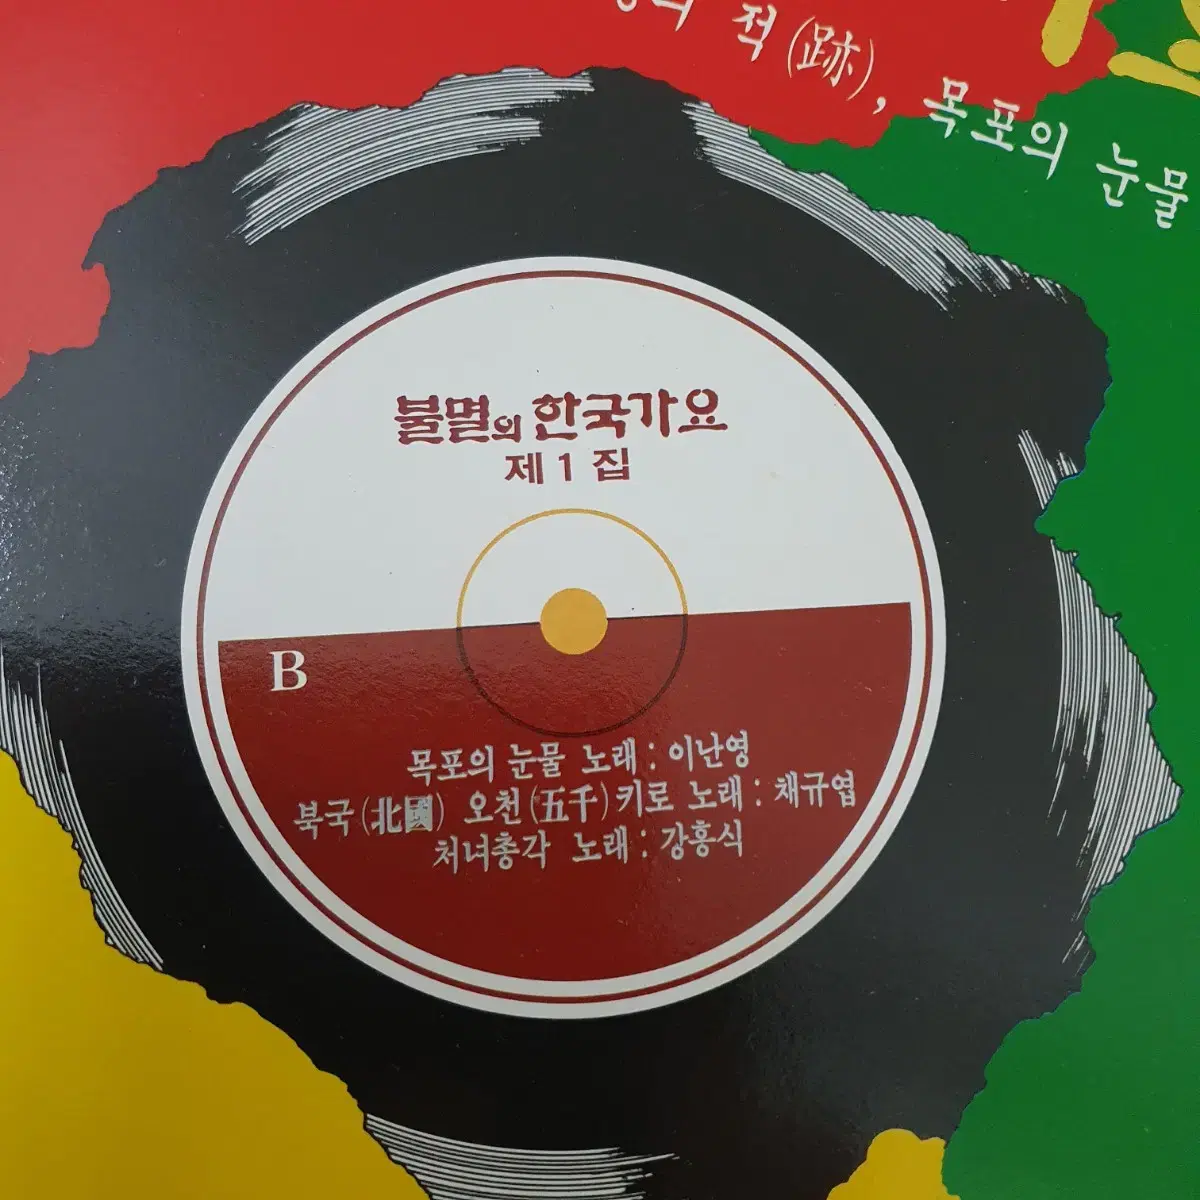 의 적(跡), 목포의 눈물
불멸의 한국가요
제 1 집
B
목포의 눈물 노래 : 이난영
북국(北國) 오천(五千)키로 노래 : 채규엽
처녀총각 노래 : 강홍식